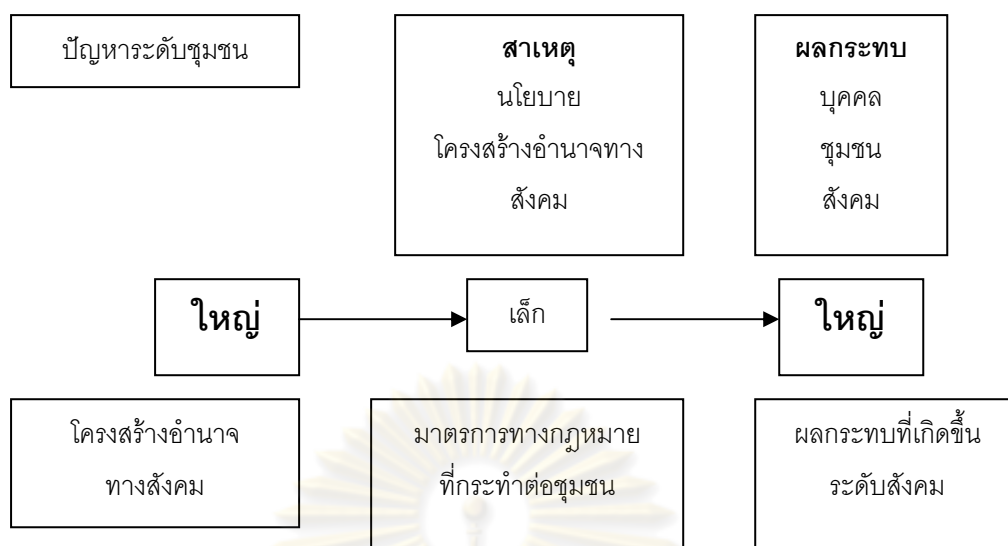 ปัญหาระดับชุมชน
สาเหตุ
นโยบาย
โครงสร้างอำนาจทาง
สังคม
ผลกระทบ
บุคคล
ชุมชน
สังคม
ใหญ่
เล็ก
ใหญ่
โครงสร้างอำนาจ
ทางสังคม
มาตรการทางกฎหมาย
ที่กระทำต่อชุมชน
ผลกระทบที่เกิดขึ้น
ระดับสังคม